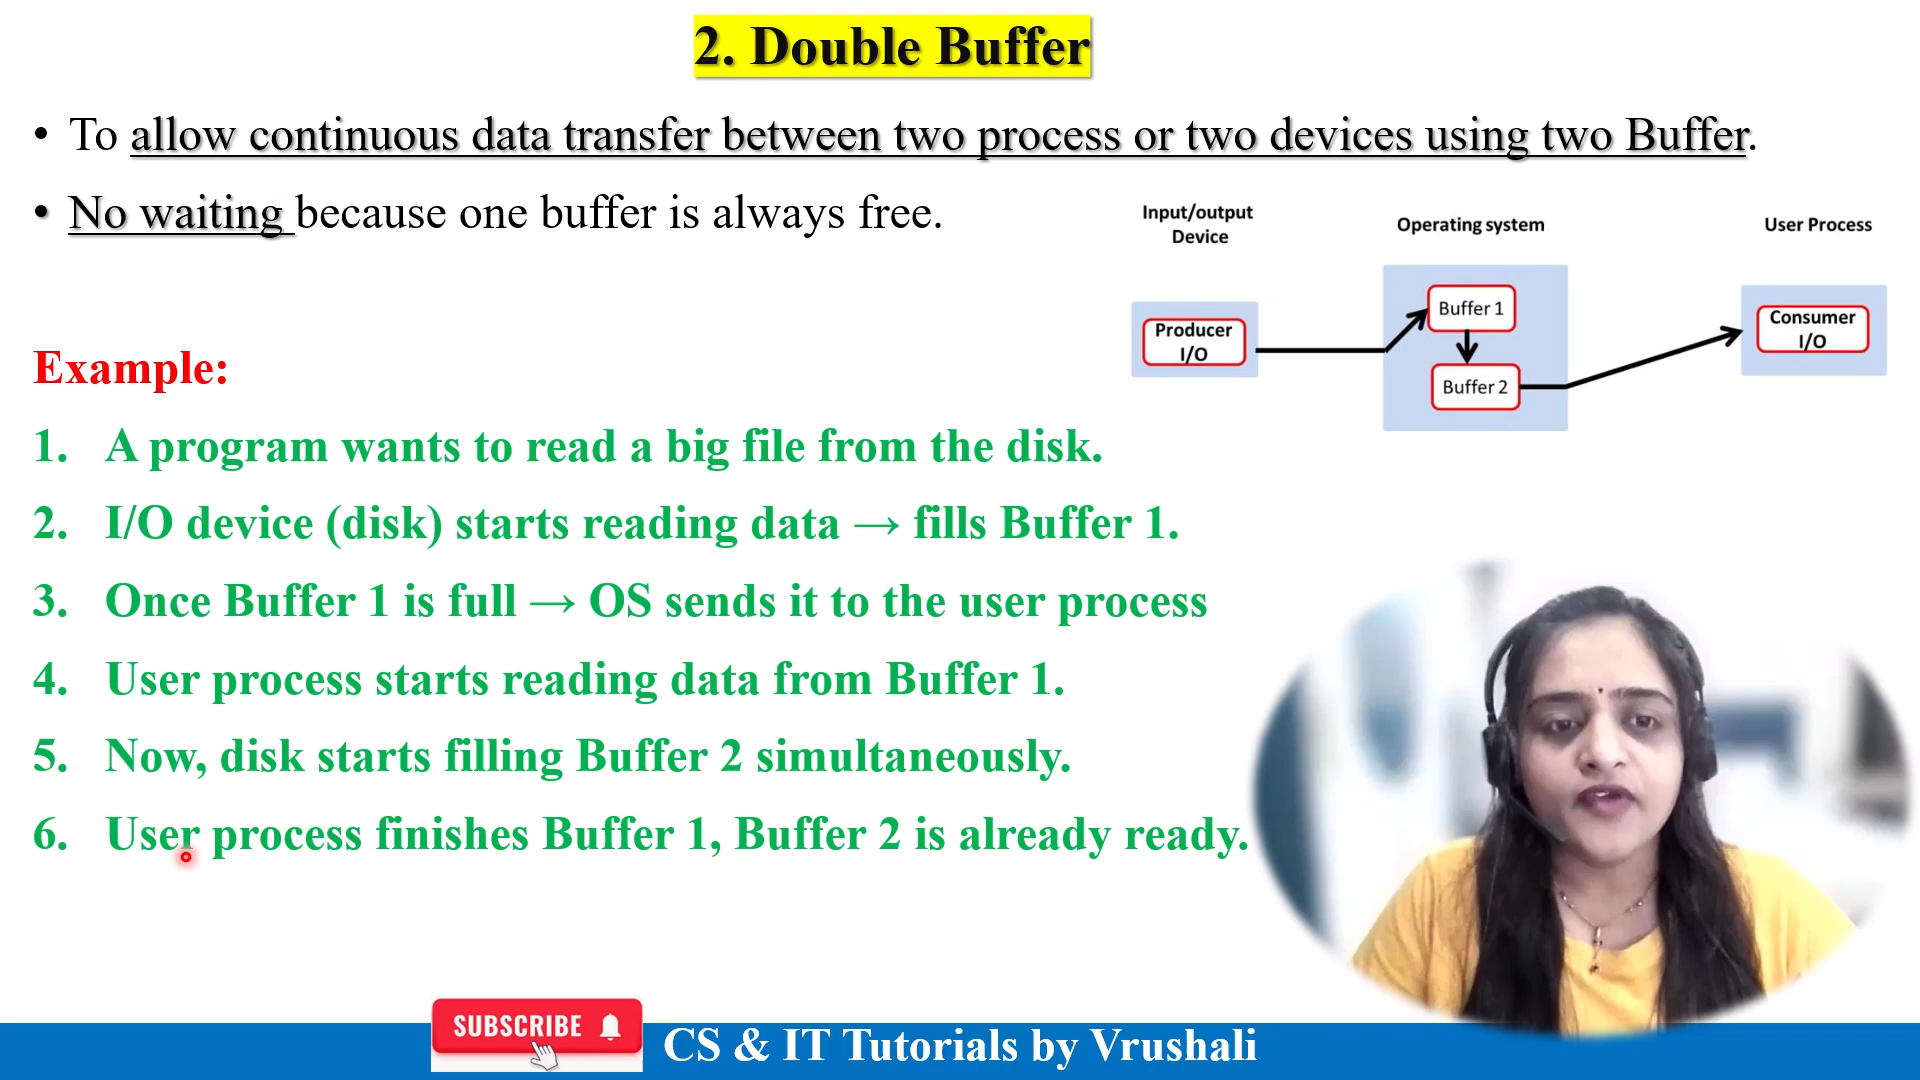 2. Double Buffer
• To allow continuous data transfer between two process or two devices using two Buffer.
• No waiting because one buffer is always free.
Input/output
Device
Operating system
User Process
Producer
I/O
Buffer 1
Buffer 2
Consumer
I/O
Example:
1. A program wants to read a big file from the disk.
2. I/O device (disk) starts reading data → fills Buffer 1.
3. Once Buffer 1 is full → OS sends it to the user process
4. User process starts reading data from Buffer 1.
5. Now, disk starts filling Buffer 2 simultaneously.
6. User process finishes Buffer 1, Buffer 2 is already ready.
SUBSCRIBE
CS & IT Tutorials by Vrushali